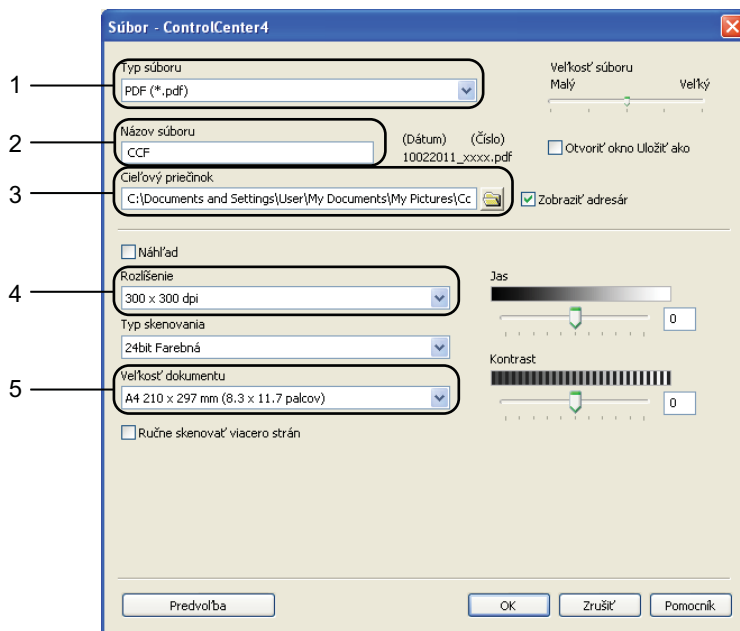 Súbor - ControlCenter4
1
Typ súboru
PDF (*.pdf)
Veľkosť súboru
Malý Veľký
2
Názov súboru
CCF
(Dátum) (Číslo)
10022011_xxxx.pdf
Otvoriť okno Uložiť ako
3
Cieľový priečinok
C:\Documents and Settings\User\My Documents\My Pictures\Cc
Zobraziť adresár
Náhľad
4
Rozlíšenie
300 x 300 dpi
Jas
0
Typ skenovania
24bit Farebná
5
Veľkosť dokumentu
A4 210 x 297 mm (8.3 x 11.7 palcov)
Kontrast
0
Ručne skenovať viacero strán
Predvoľba
OK
Zrušiť
Pomocník